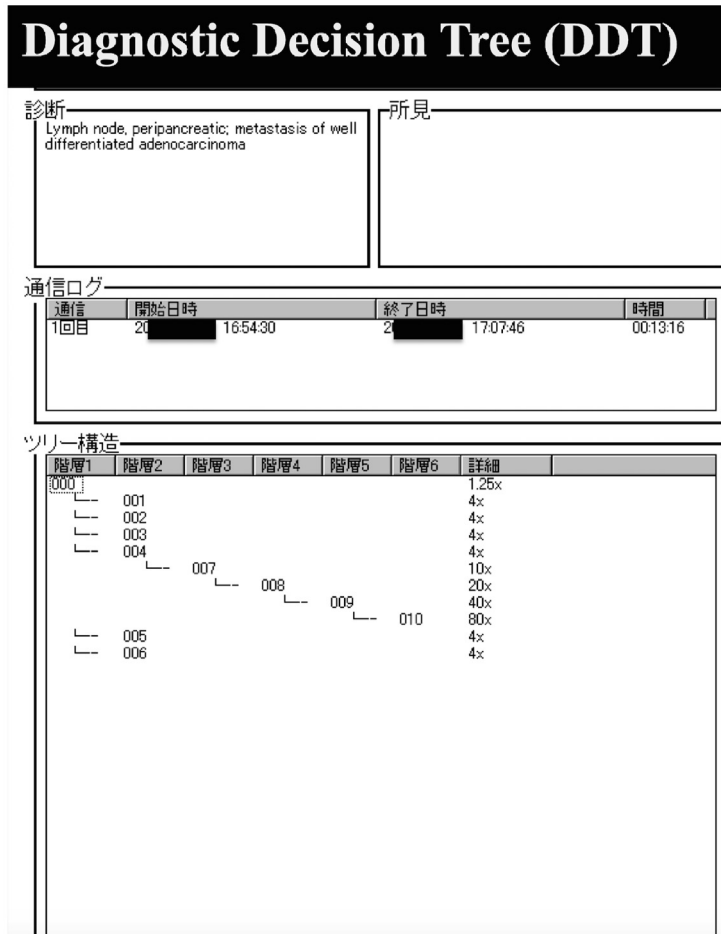 Diagnostic Decision Tree (DDT)
診断
Lymph node, peripancreatic; metastasis of well
differentiated adenocarcinoma
所見
通信ログ
通信 開始日時 終了日時 時間
1回目 20 16:54:30 2 17:07:46 00:13:16
ツリー構造
階層1 階層2 階層3 階層4 階層5 階層6 詳細
000 1.25x
001 4x
002 4x
003 4x
004 4x
007 10x
008 20x
009 40x
010 80x
005 4x
006 4x